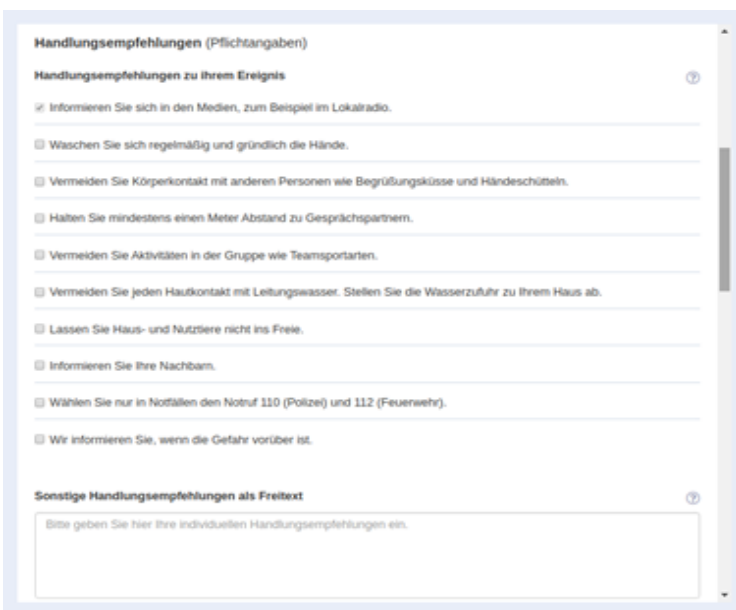 Handlungsempfehlungen (Pflichtangaben)
Handlungsempfehlungen zu ihrem Ereignis
Informieren Sie sich in den Medien, zum Beispiel im Lokalradio.
Waschen Sie sich regelmäßig und gründlich die Hände.
Vermeiden Sie Körperkontakt mit anderen Personen wie Begrüßungsküsse und Händeschütteln.
Halten Sie mindestens einen Meter Abstand zu Gesprächspartnern.
Vermeiden Sie Aktivitäten in der Gruppe wie Teamsportarten.
Vermeiden Sie jeden Hautkontakt mit Leitungswasser. Stellen Sie die Wasserzufuhr zu Ihrem Haus ab.
Lassen Sie Haus- und Nutztiere nicht ins Freie.
Informieren Sie Ihre Nachbarn.
Wählen Sie nur in Notfällen den Notruf 110 (Polizei) und 112 (Feuerwehr).
Wir informieren Sie, wenn die Gefahr vorüber ist.
Sonstige Handlungsempfehlungen als Freitext
Bitte geben Sie hier Ihre individuellen Handlungsempfehlungen ein.